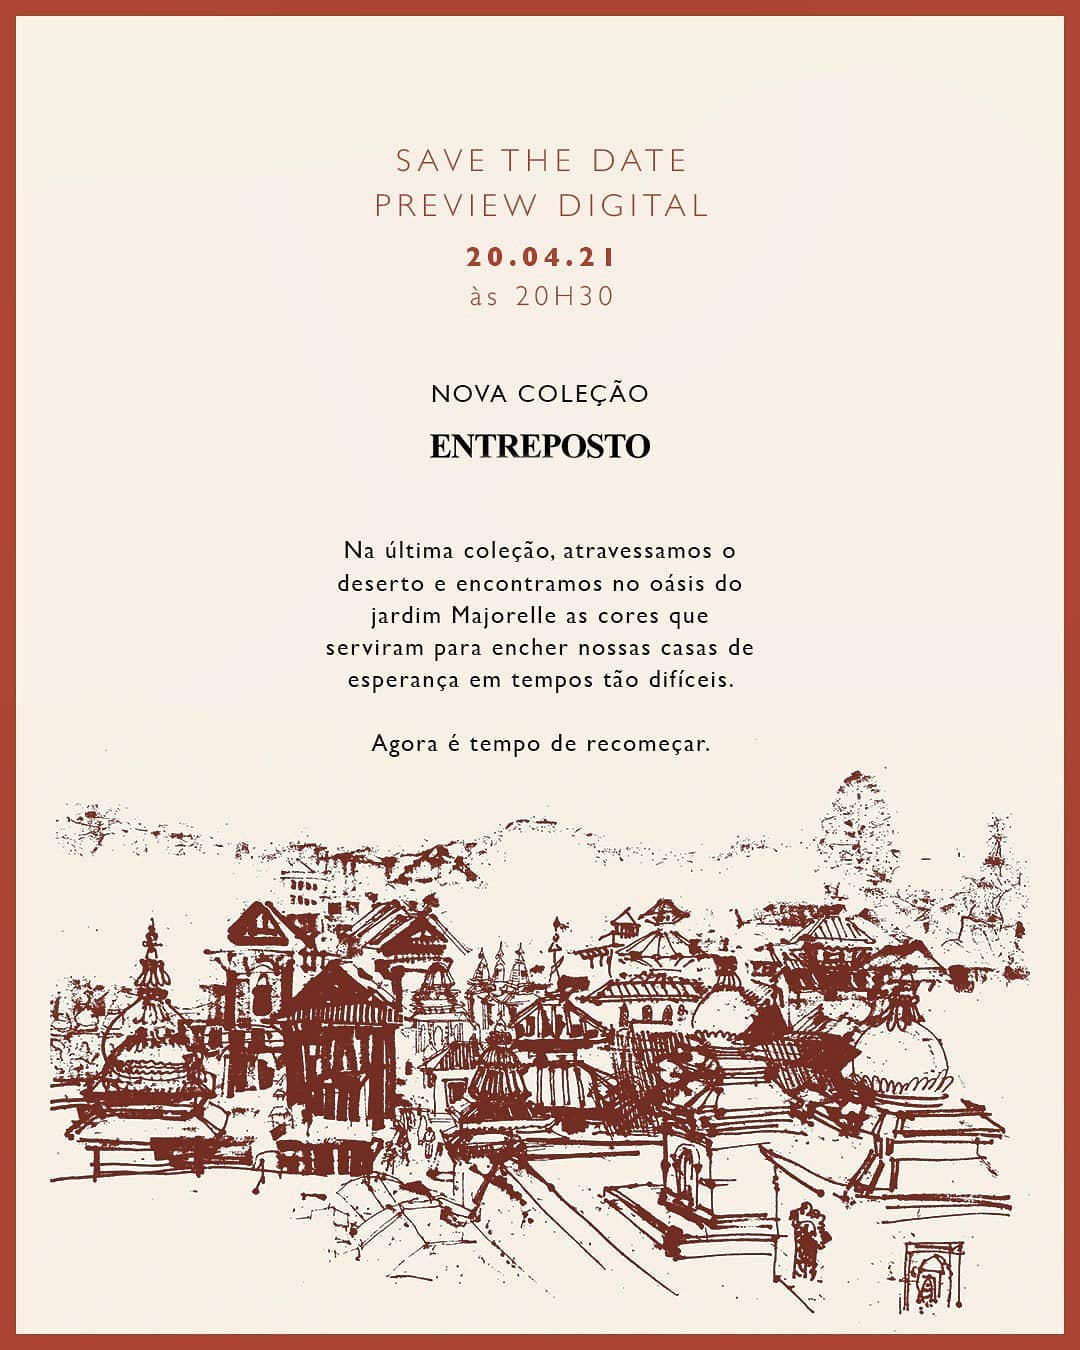 SAVE THE DATE
PREVIEW DIGITAL
20.04.21
às 20H30
NOVA COLEÇÃO
ENTREPOSTO
Na última coleção, atravessamos o
deserto e encontramos no oásis do
jardim Majorelle as cores que
serviram para encher nossas casas de
esperança em tempos tão difíceis.
Agora é tempo de recomeçar.